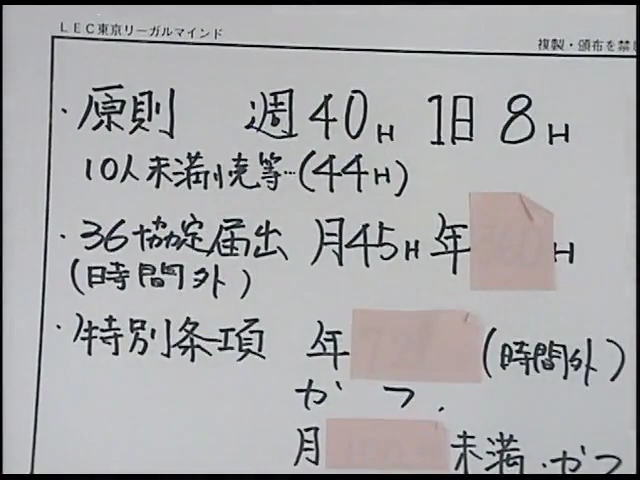 LEC東京リーガルマインド
複製・頒布を禁
・原則 週40H 1日8H
10人未満 焼等…(44H)
・36協定届出 月45H 年 H
(時間外)
・特別条項 年 (時間外)
かつ、
月 未満.かつ